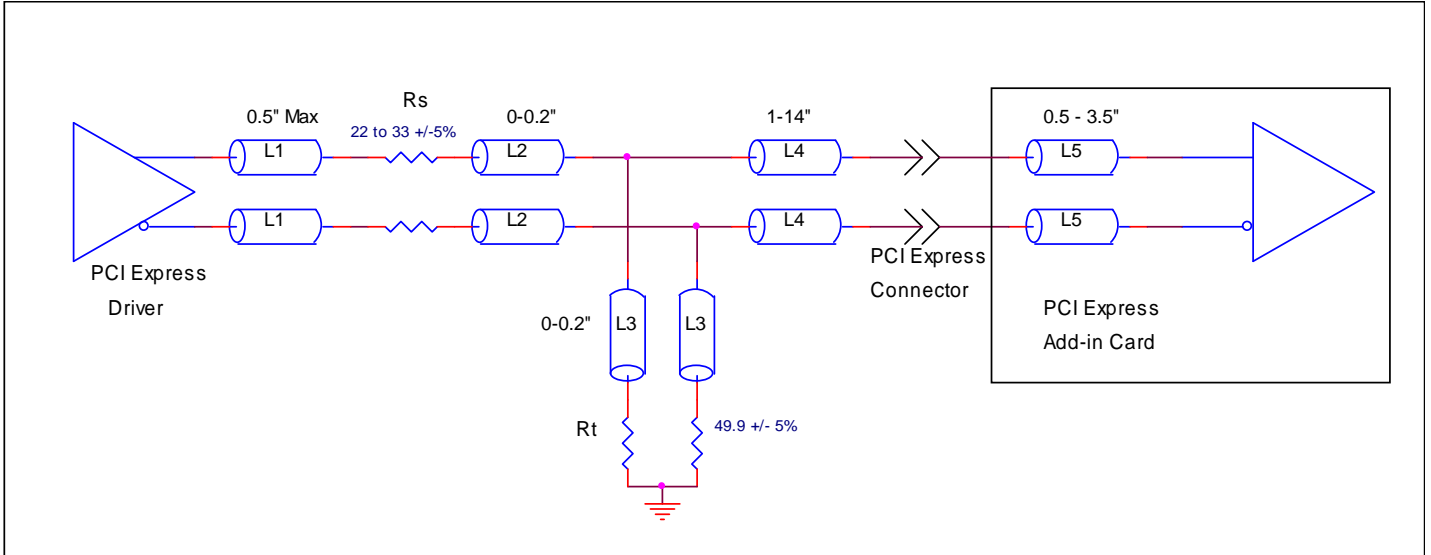 Rs
0.5" Max
0-0.2"
1-14"
0.5 - 3.5"
22 to 33 +/-5%
L1
L2
L4
L5
L1
L2
L4
L5
PCI Express
Driver
PCI Express
Connector
PCI Express
Add-in Card
0-0.2"
L3
L3
Rt
49.9 +/- 5%